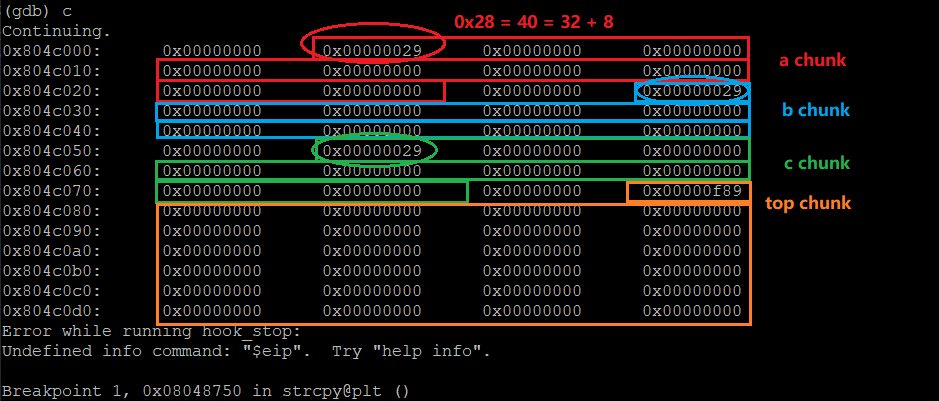 (gdb) c
Continuing.
0x28 = 40 = 32 + 8
0x804c000: 0x00000000 0x00000029 0x00000000 0x00000000
a chunk
0x804c010: 0x00000000 0x00000000 0x00000000 0x00000000
0x804c020: 0x00000000 0x00000000 0x00000029
b chunk
0x804c030: 0x00000000 0x00000000 0x00000000 0x00000000
0x804c040: 0x00000000 0x00000000 0x00000000 0x00000000
0x804c050: 0x00000000 0x00000029 0x00000000 0x00000000
c chunk
0x804c060: 0x00000000 0x00000000 0x00000000 0x00000000
0x804c070: 0x00000000 0x00000000 0x00000000 0x00000f89
top chunk
0x804c080: 0x00000000 0x00000000 0x00000000 0x00000000
0x804c090: 0x00000000 0x00000000 0x00000000 0x00000000
0x804c0a0: 0x00000000 0x00000000 0x00000000 0x00000000
0x804c0b0: 0x00000000 0x00000000 0x00000000 0x00000000
0x804c0c0: 0x00000000 0x00000000 0x00000000 0x00000000
0x804c0d0: 0x00000000 0x00000000 0x00000000 0x00000000
Error while running hook_stop:
Undefined info command: "$eip".  Try "help info".
Breakpoint 1, 0x08048750 in strcpy@plt ()